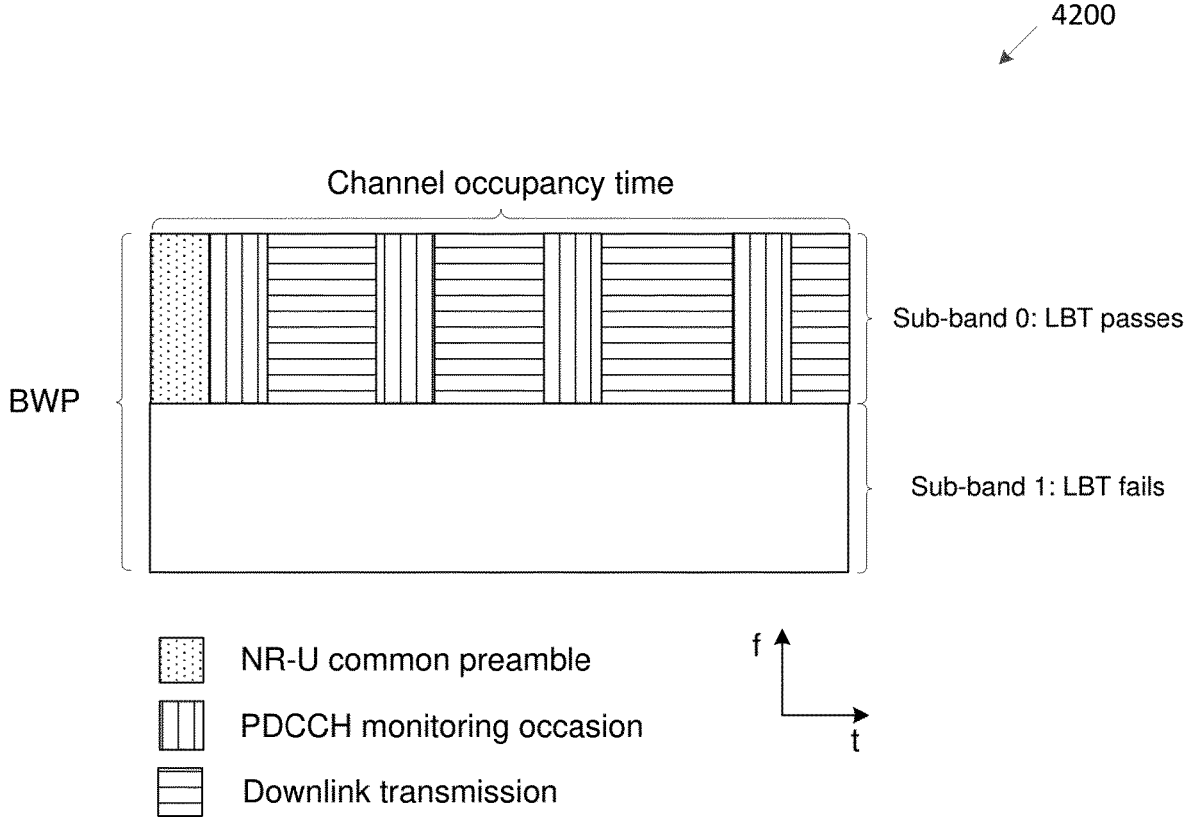 4200
Channel occupancy time
Sub-band 0: LBT passes
BWP
Sub-band 1: LBT fails
NR-U common preamble
f
PDCCH monitoring occasion
t
Downlink transmission